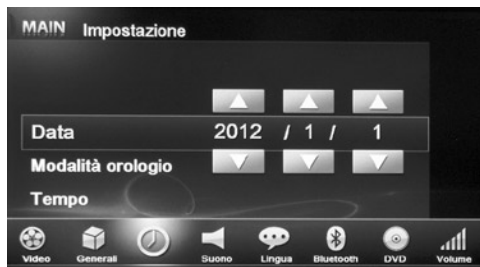 MAIN Impostazione
Data 2012 / 1 / 1
Modalità orologio
Tempo
Video Generali Suono Lingua Bluetooth DVD Volume